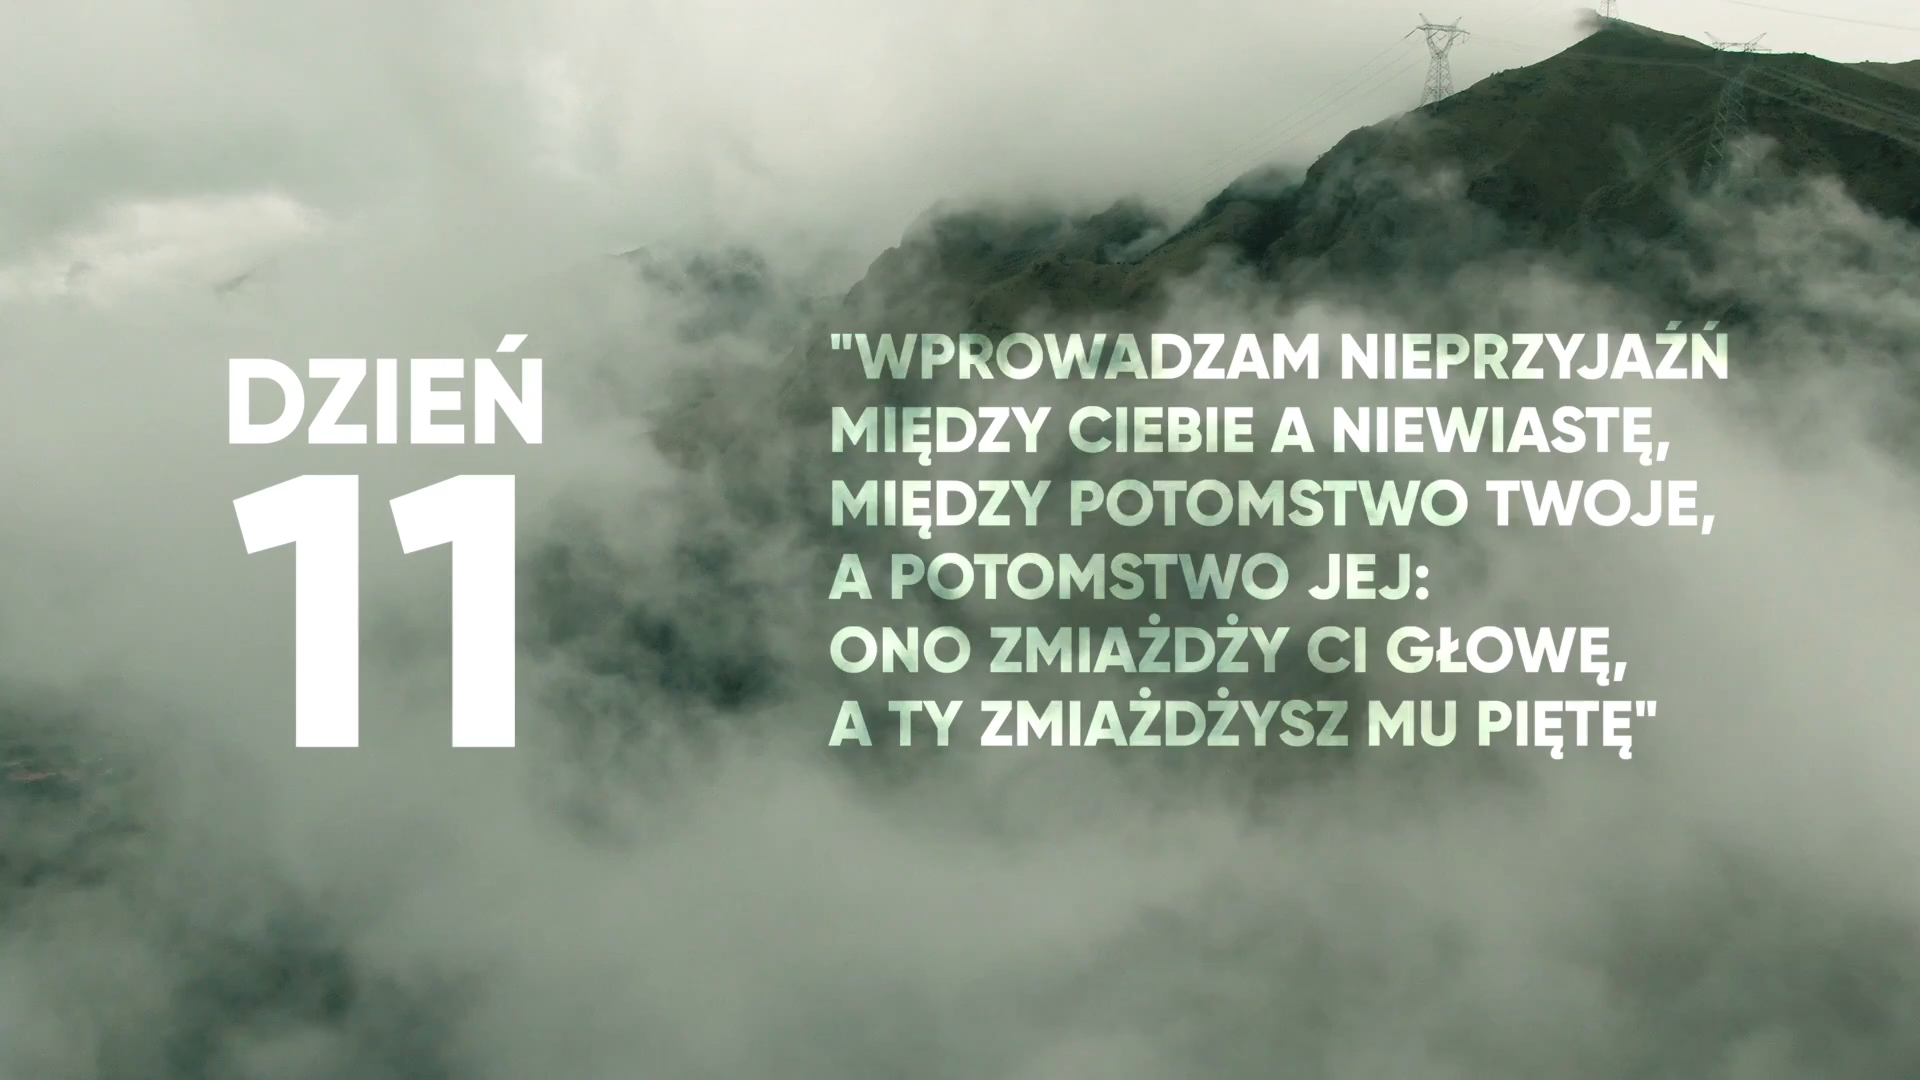 DZIEŃ
11
"WPROWADZAM NIEPRZYJAŹŃ
MIĘDZY CIEBIE A NIEWIASTĘ,
MIĘDZY POTOMSTWO TWOJE,
A POTOMSTWO JEJ:
ONO ZMIAŻDŻY CI GŁOWĘ,
A TY ZMIAŻDŻYSZ MU PIĘTĘ"